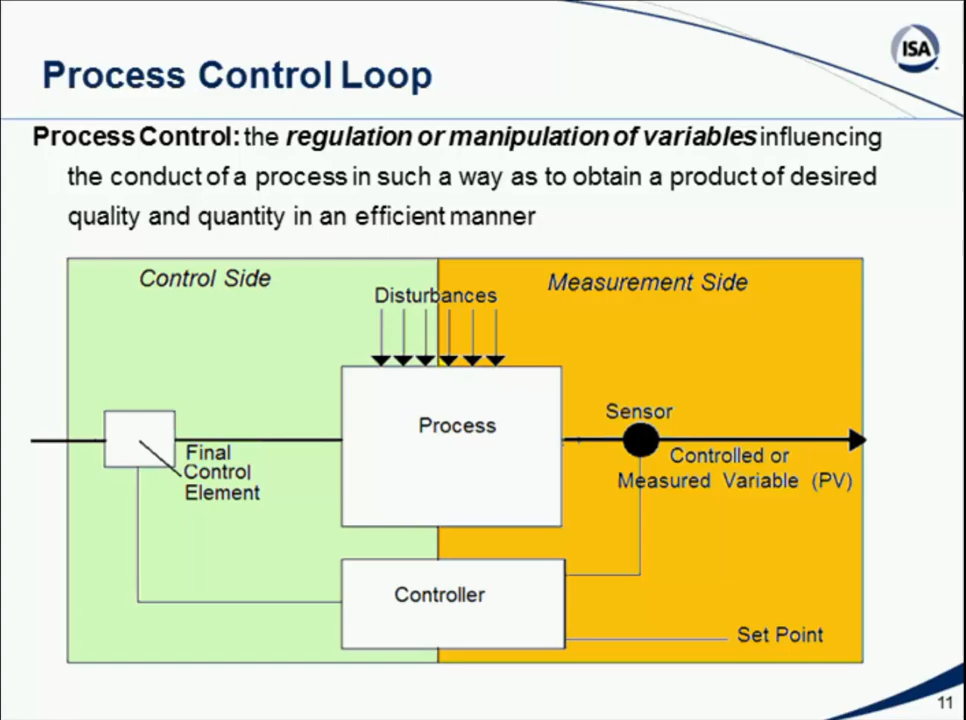 ISA
Process Control Loop
Process Control: the regulation or manipulation of variables influencing
the conduct of a process in such a way as to obtain a product of desired
quality and quantity in an efficient manner
Control Side
Measurement Side
Disturbances
Process
Sensor
Final
Control
Element
Controlled or
Measured Variable (PV)
Controller
Set Point
11